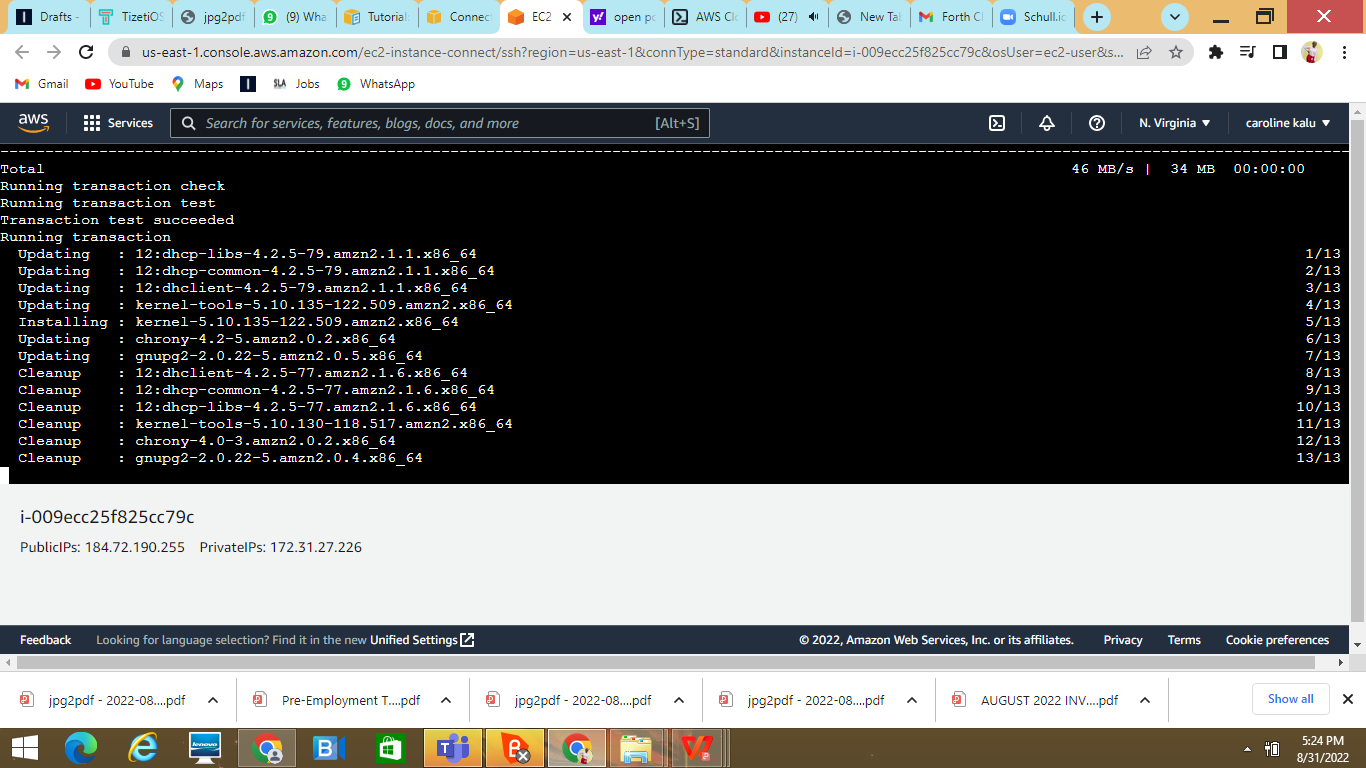 Drafts -
TizetiOS
jpg2pdf
(9) Wha
Tutorials
Connect
EC2
open po
AWS Clo
(27)
New Tab
Forth Cl
Schull.ic
us-east-1.console.aws.amazon.com/ec2-instance-connect/ssh?region=us-east-1&connType=standard&instanceId=i-009ecc25f825cc79c&osUser=ec2-user&s...
Gmail YouTube Maps Jobs WhatsApp
aws Services Search for services, features, blogs, docs, and more [Alt+S] N. Virginia caroline kalu
Total 46 MB/s | 34 MB 00:00:00
Running transaction check
Running transaction test
Transaction test succeeded
Running transaction
Updating : 12:dhcp-libs-4.2.5-79.amzn2.1.1.x86_64 1/13
Updating : 12:dhcp-common-4.2.5-79.amzn2.1.1.x86_64 2/13
Updating : 12:dhclient-4.2.5-79.amzn2.1.1.x86_64 3/13
Updating : kernel-tools-5.10.135-122.509.amzn2.x86_64 4/13
Installing : kernel-5.10.135-122.509.amzn2.x86_64 5/13
Updating : chrony-4.2-5.amzn2.0.2.x86_64 6/13
Updating : gnupg2-2.0.22-5.amzn2.0.5.x86_64 7/13
Cleanup : 12:dhclient-4.2.5-77.amzn2.1.6.x86_64 8/13
Cleanup : 12:dhcp-common-4.2.5-77.amzn2.1.6.x86_64 9/13
Cleanup : 12:dhcp-libs-4.2.5-77.amzn2.1.6.x86_64 10/13
Cleanup : kernel-tools-5.10.130-118.517.amzn2.x86_64 11/13
Cleanup : chrony-4.0-3.amzn2.0.2.x86_64 12/13
Cleanup : gnupg2-2.0.22-5.amzn2.0.4.x86_64 13/13
i-009ecc25f825cc79c
PublicIPs: 184.72.190.255 PrivateIPs: 172.31.27.226
Feedback Looking for language selection? Find it in the new Unified Settings © 2022, Amazon Web Services, Inc. or its affiliates. Privacy Terms Cookie preferences
jpg2pdf - 2022-08....pdf Pre-Employment T....pdf jpg2pdf - 2022-08....pdf jpg2pdf - 2022-08....pdf AUGUST 2022 INV....pdf Show all
5:24 PM
8/31/2022